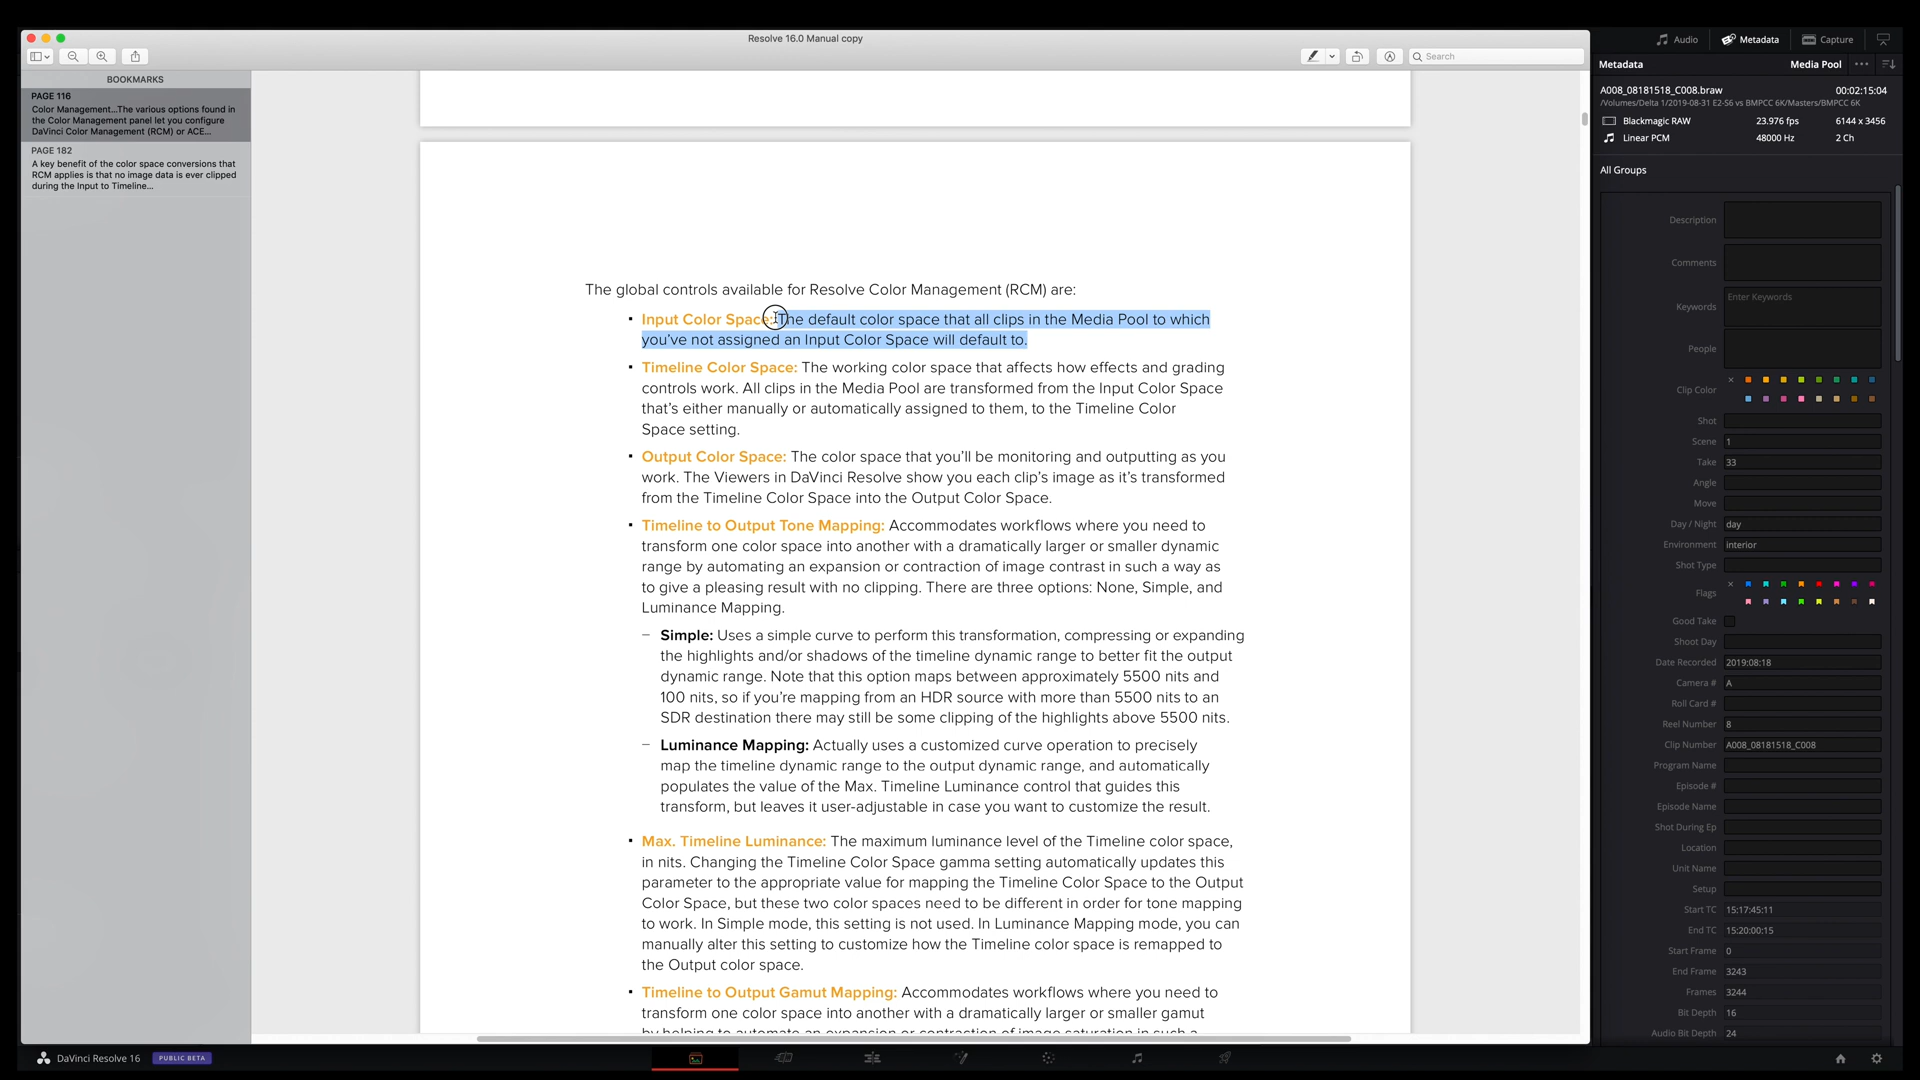 Resolve 16.0 Manual copy
Search
BOOKMARKS
PAGE 116
Color Management...The various options found in
the Color Management panel let you configure
DaVinci Color Management (RCM) or ACE...
PAGE 182
A key benefit of the color space conversions that
RCM applies is that no image data is ever clipped
during the Input to Timeline...
The global controls available for Resolve Color Management (RCM) are:
▪ Input Color Space: The default color space that all clips in the Media Pool to which
you've not assigned an Input Color Space will default to.
▪ Timeline Color Space: The working color space that affects how effects and grading
controls work. All clips in the Media Pool are transformed from the Input Color Space
that's either manually or automatically assigned to them, to the Timeline Color
Space setting.
▪ Output Color Space: The color space that you'll be monitoring and outputting as you
work. The Viewers in DaVinci Resolve show you each clip's image as it's transformed
from the Timeline Color Space into the Output Color Space.
▪ Timeline to Output Tone Mapping: Accommodates workflows where you need to
transform one color space into another with a dramatically larger or smaller dynamic
range by automating an expansion or contraction of image contrast in such a way as
to give a pleasing result with no clipping. There are three options: None, Simple, and
Luminance Mapping.
– Simple: Uses a simple curve to perform this transformation, compressing or expanding
the highlights and/or shadows of the timeline dynamic range to better fit the output
dynamic range. Note that this option maps between approximately 5500 nits and
100 nits, so if you're mapping from an HDR source with more than 5500 nits to an
SDR destination there may still be some clipping of the highlights above 5500 nits.
– Luminance Mapping: Actually uses a customized curve operation to precisely
map the timeline dynamic range to the output dynamic range, and automatically
populates the value of the Max. Timeline Luminance control that guides this
transform, but leaves it user-adjustable in case you want to customize the result.
▪ Max. Timeline Luminance: The maximum luminance level of the Timeline color space,
in nits. Changing the Timeline Color Space gamma setting automatically updates this
parameter to the appropriate value for mapping the Timeline Color Space to the Output
Color Space, but these two color spaces need to be different in order for tone mapping
to work. In Simple mode, this setting is not used. In Luminance Mapping mode, you can
manually alter this setting to customize how the Timeline color space is remapped to
the Output color space.
▪ Timeline to Output Gamut Mapping: Accommodates workflows where you need to
transform one color space into another with a dramatically larger or smaller gamut
by helping to automate an expansion or contraction of image saturation in such a
Audio Metadata Capture
Metadata Media Pool
A008_08181518_C008.braw 00:02:15:04
/Volumes/Delta 1/2019-08-31 E2-S6 vs BMPCC 6K/Masters/BMPCC 6K
Blackmagic RAW 23.976 fps 6144 x 3456
Linear PCM 48000 Hz 2 Ch
All Groups
Description
Comments
Keywords Enter Keywords
People
Clip Color
Shot
Scene 1
Take 33
Angle
Move
Day / Night day
Environment interior
Shot Type
Flags
Good Take
Shoot Day
Date Recorded 2019:08:18
Camera # A
Roll Card #
Reel Number 8
Clip Number A008_08181518_C008
Program Name
Episode #
Episode Name
Shot During Ep
Location
Unit Name
Setup
Start TC 15:17:45:11
End TC 15:20:00:15
Start Frame 0
End Frame 3243
Frames 3244
Bit Depth 16
Audio Bit Depth 24
DaVinci Resolve 16 PUBLIC BETA